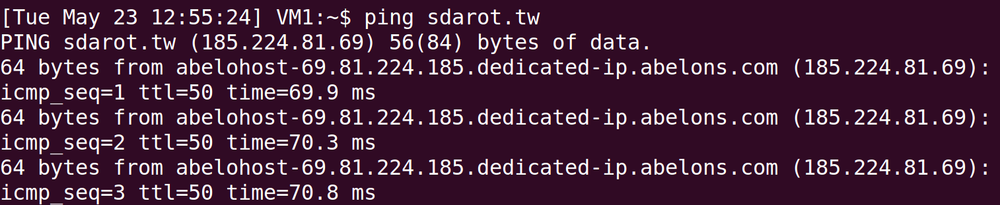 [Tue May 23 12:55:24] VM1:~$ ping sdarot.tw
PING sdarot.tw (185.224.81.69) 56(84) bytes of data.
64 bytes from abelohost-69.81.224.185.dedicated-ip.abelons.com (185.224.81.69):
icmp_seq=1 ttl=50 time=69.9 ms
64 bytes from abelohost-69.81.224.185.dedicated-ip.abelons.com (185.224.81.69):
icmp_seq=2 ttl=50 time=70.3 ms
64 bytes from abelohost-69.81.224.185.dedicated-ip.abelons.com (185.224.81.69):
icmp_seq=3 ttl=50 time=70.8 ms